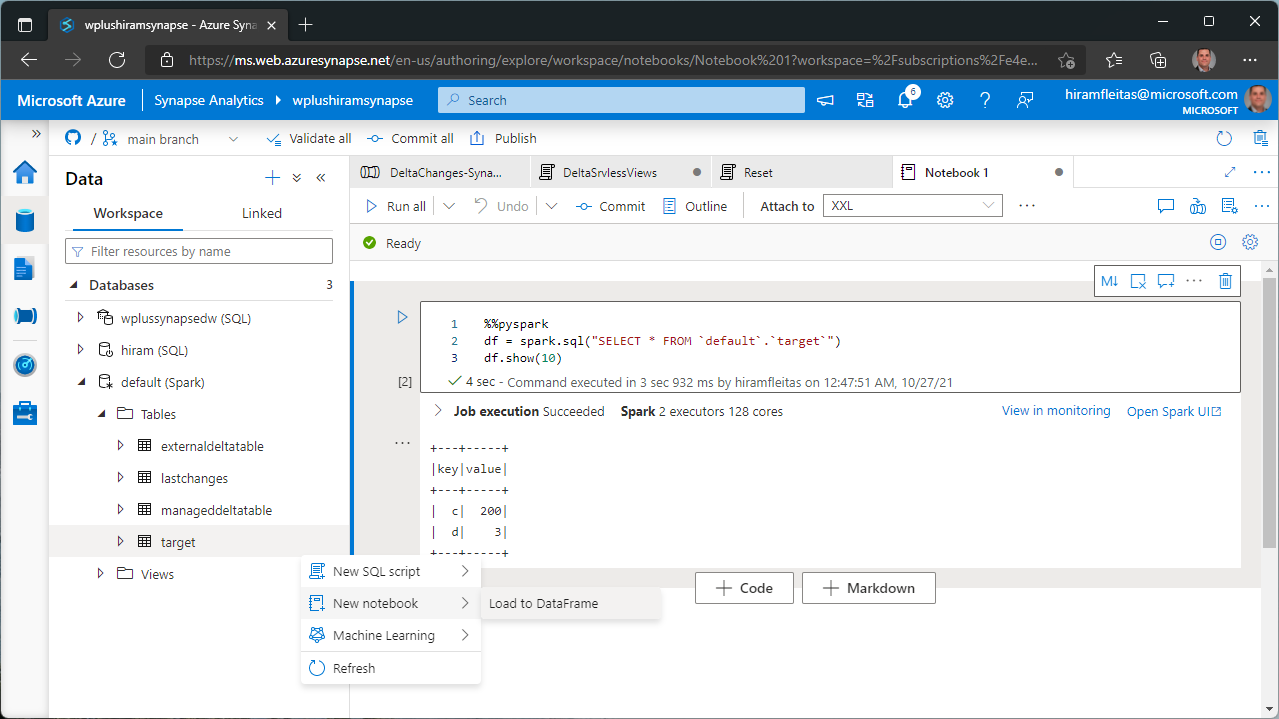 wplushiramsynapse - Azure Syna
https://ms.web.azuresynapse.net/en-us/authoring/explore/workspace/notebooks/Notebook%201?workspace=%2Fsubscriptions%2Fe4e...
Microsoft Azure
Synapse Analytics
wplushiramsynapse
Search
6
hiramfleitas@microsoft.com
MICROSOFT
/ main branch
Validate all
Commit all
Publish
Data
Workspace
Linked
Filter resources by name
Databases 3
wplussynapsedw (SQL)
hiram (SQL)
default (Spark)
Tables
externaldeltatable
lastchanges
manageddeltatable
target
Views
New SQL script
New notebook
Machine Learning
Refresh
Load to DataFrame
DeltaChanges-Syna...
DeltaSrvlessViews
Reset
Notebook 1
Run all
Undo
Commit
Outline
Attach to
XXL
Ready
M↓
1 %%pyspark
2 df = spark.sql("SELECT * FROM `default`.`target`")
3 df.show(10)
[2]
4 sec - Command executed in 3 sec 932 ms by hiramfleitas on 12:47:51 AM, 10/27/21
Job execution Succeeded Spark 2 executors 128 cores
View in monitoring
Open Spark UI
+---+-----+
|key|value|
+---+-----+
|  c|  200|
|  d|    3|
+---+-----+
+ Code
+ Markdown